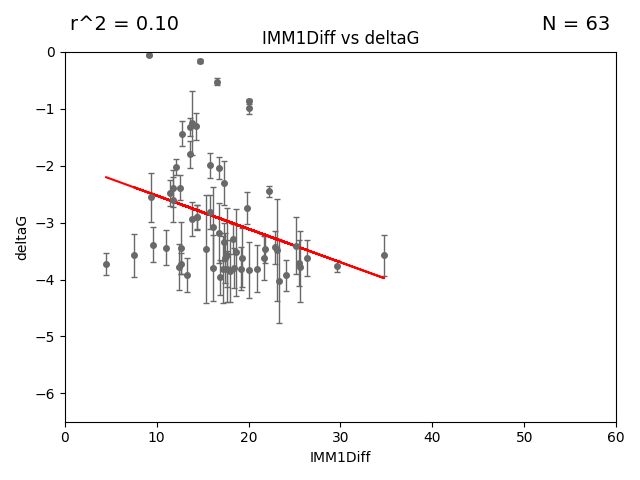 r^2 = 0.10
N = 63
IMM1Diff vs deltaG
0
−1
−2
−3
−4
−5
−6
deltaG
0 10 20 30 40 50 60
IMM1Diff